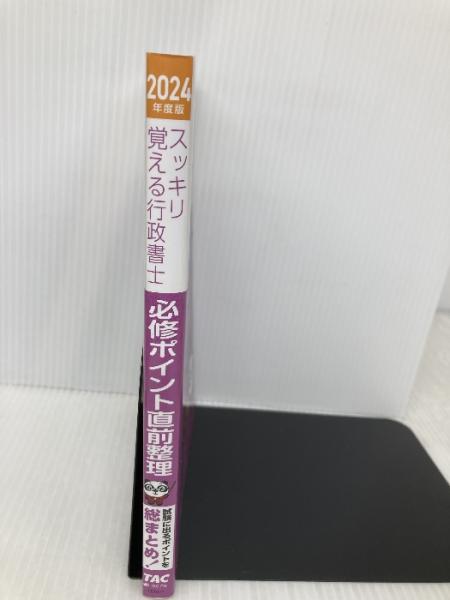 2024
年度版
スッキリ
覚える行政書士
必修ポイント直前整理
試験に出るポイントを
総まとめ!
TAC